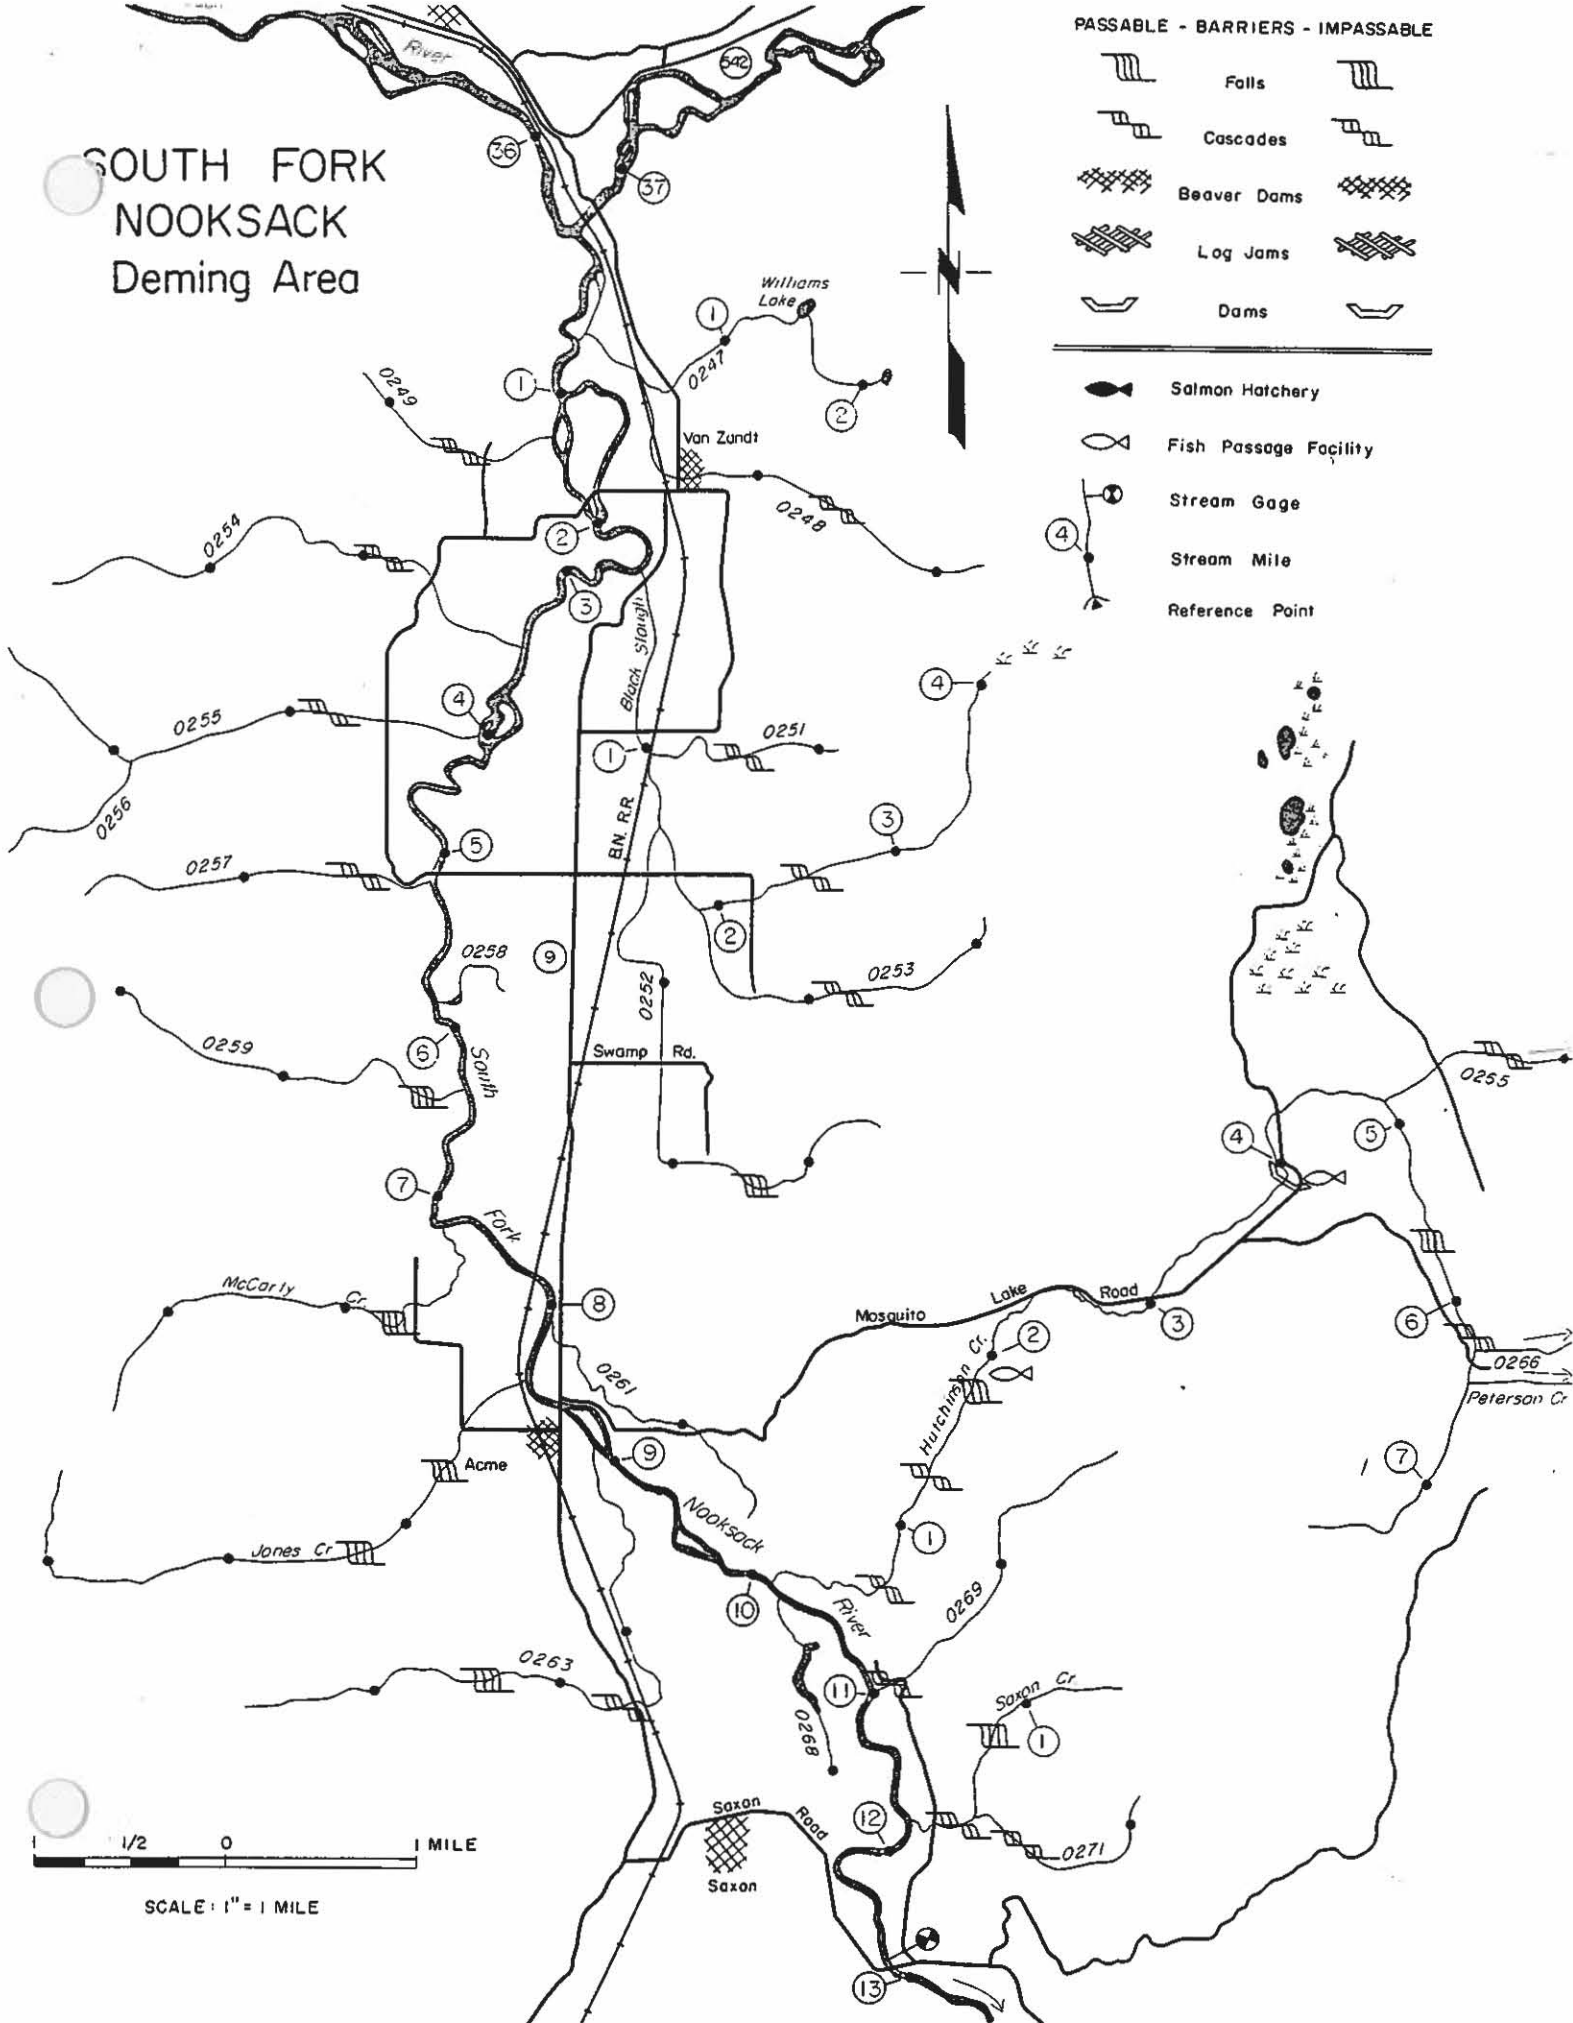 PASSABLE - BARRIERS - IMPASSABLE
Falls
Cascades
Beaver Dams
Log Jams
Dams
Salmon Hatchery
Fish Passage Facility
Stream Gage
4
Stream Mile
Reference Point
SOUTH FORK
NOOKSACK
Deming Area
River
542
36
37
N
Williams
Lake
1
0247
2
1
0249
Van Zandt
0248
0254
2
3
Black Slough
4
4
0255
0256
1
0251
B.N. R.R.
3
5
0257
2
0258
9
0252
0253
6
0259
South
Swamp Rd.
0255
4
5
7
Fork
McCarty Cr.
8
Mosquito Lake Road
3
6
2
Hutchinson Cr.
0266
Peterson Cr
0261
9
7
Acme
Nooksack
1
Jones Cr
10
River
0269
0263
11
Saxon Cr.
1
0268
12
Saxon Road
0271
Saxon
13
1 1/2 0 1 MILE
SCALE: 1" = 1 MILE